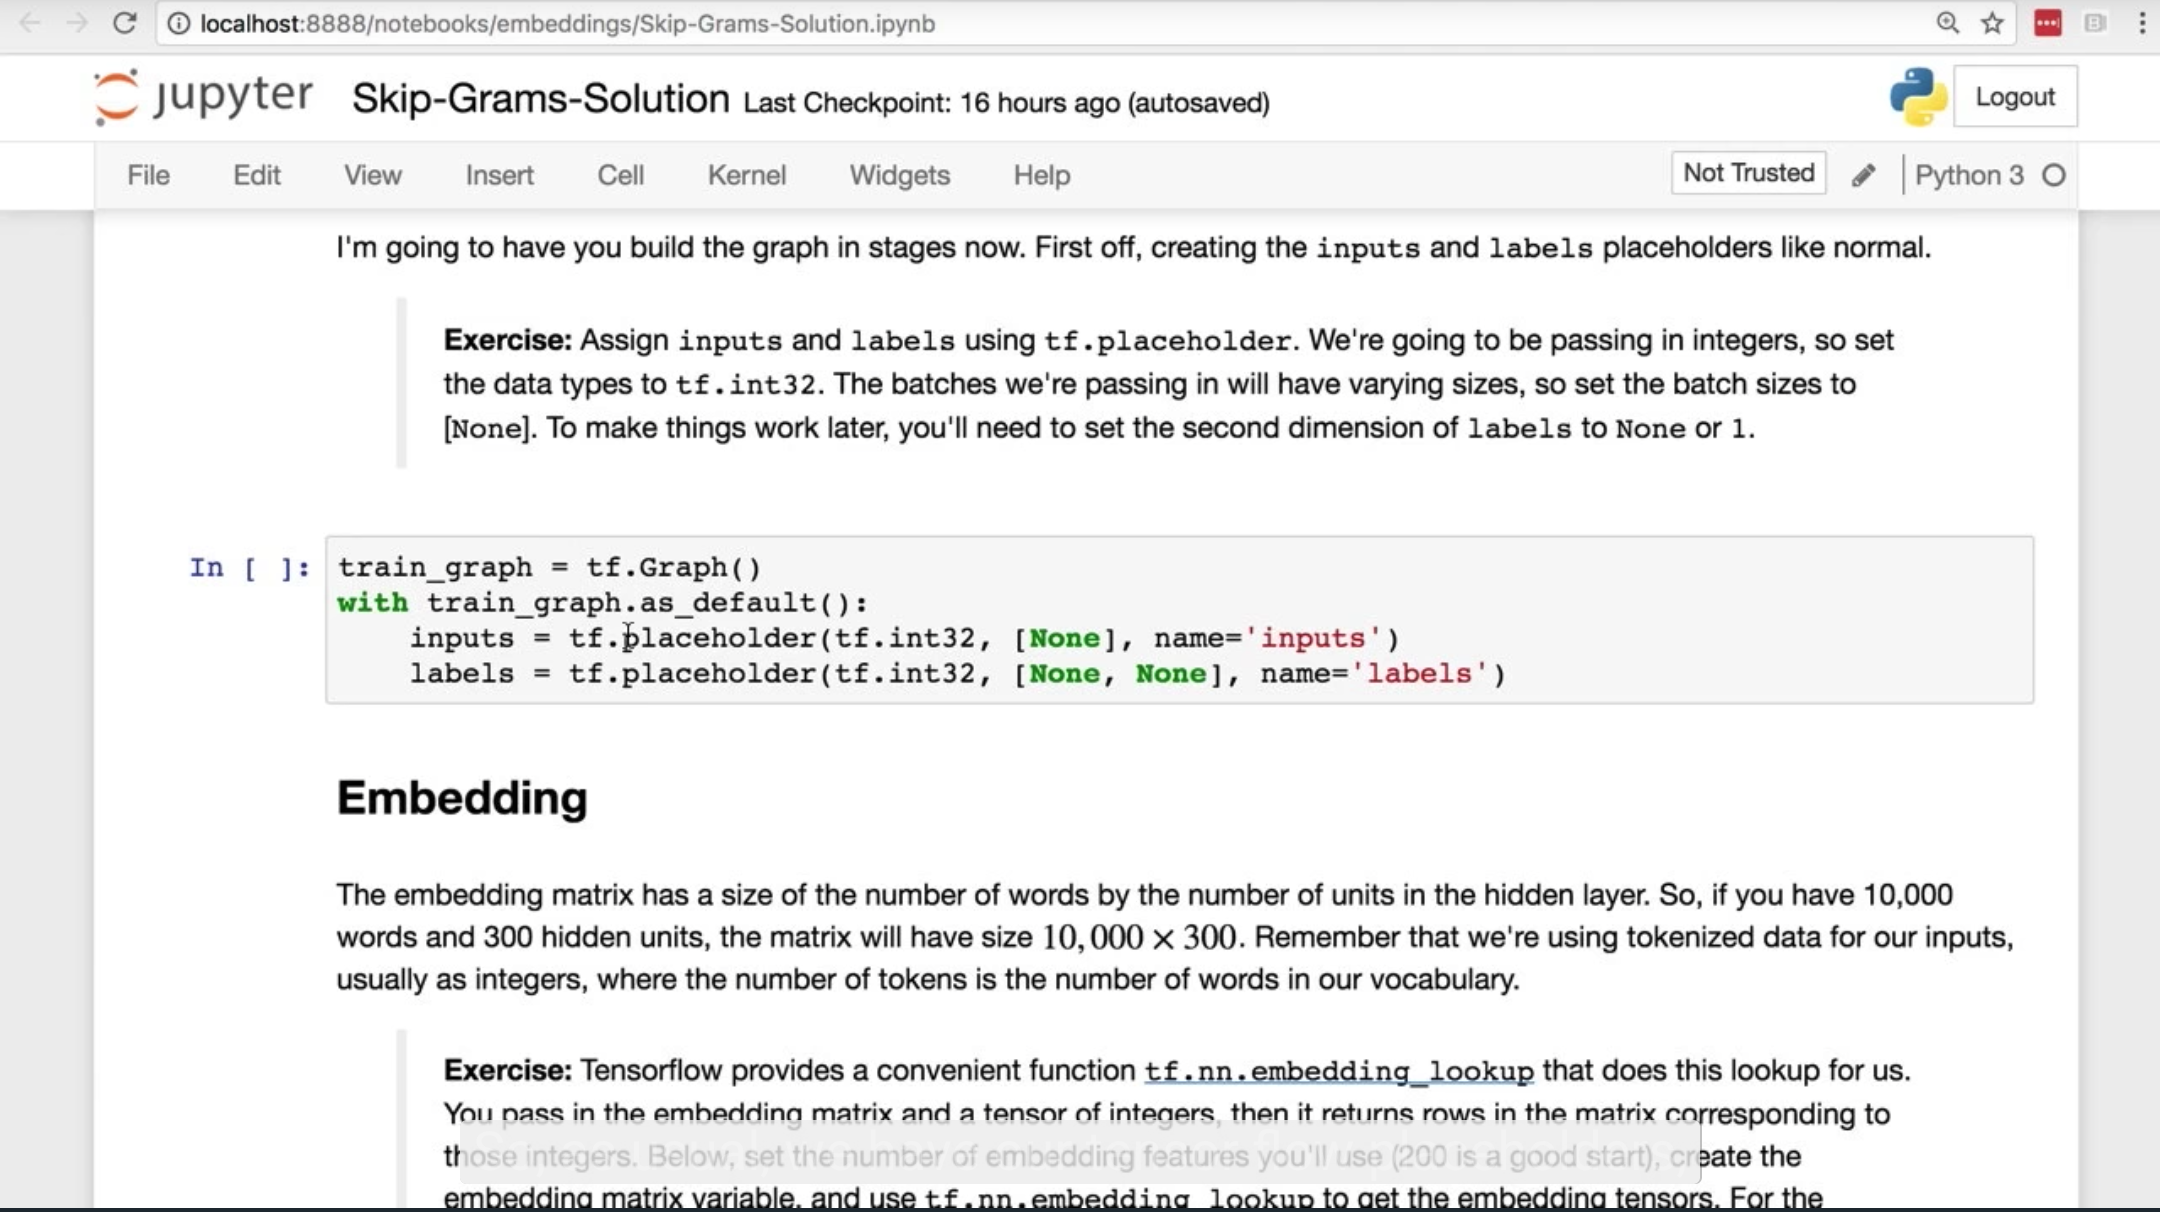 localhost:8888/notebooks/embeddings/Skip-Grams-Solution.ipynb
jupyter Skip-Grams-Solution Last Checkpoint: 16 hours ago (autosaved) Logout
File Edit View Insert Cell Kernel Widgets Help Not Trusted Python 3
I'm going to have you build the graph in stages now. First off, creating the inputs and labels placeholders like normal.
Exercise: Assign inputs and labels using tf.placeholder. We're going to be passing in integers, so set
the data types to tf.int32. The batches we're passing in will have varying sizes, so set the batch sizes to
[None]. To make things work later, you'll need to set the second dimension of labels to None or 1.
In [ ]: train_graph = tf.Graph()
with train_graph.as_default():
    inputs = tf.placeholder(tf.int32, [None], name='inputs')
    labels = tf.placeholder(tf.int32, [None, None], name='labels')
Embedding
The embedding matrix has a size of the number of words by the number of units in the hidden layer. So, if you have 10,000
words and 300 hidden units, the matrix will have size 10,000 × 300. Remember that we're using tokenized data for our inputs,
usually as integers, where the number of tokens is the number of words in our vocabulary.
Exercise: Tensorflow provides a convenient function tf.nn.embedding_lookup that does this lookup for us.
You pass in the embedding matrix and a tensor of integers, then it returns rows in the matrix corresponding to
those integers. Below, set the number of embedding features you'll use (200 is a good start), create the
embedding matrix variable, and use tf.nn.embedding_lookup to get the embedding tensors. For the